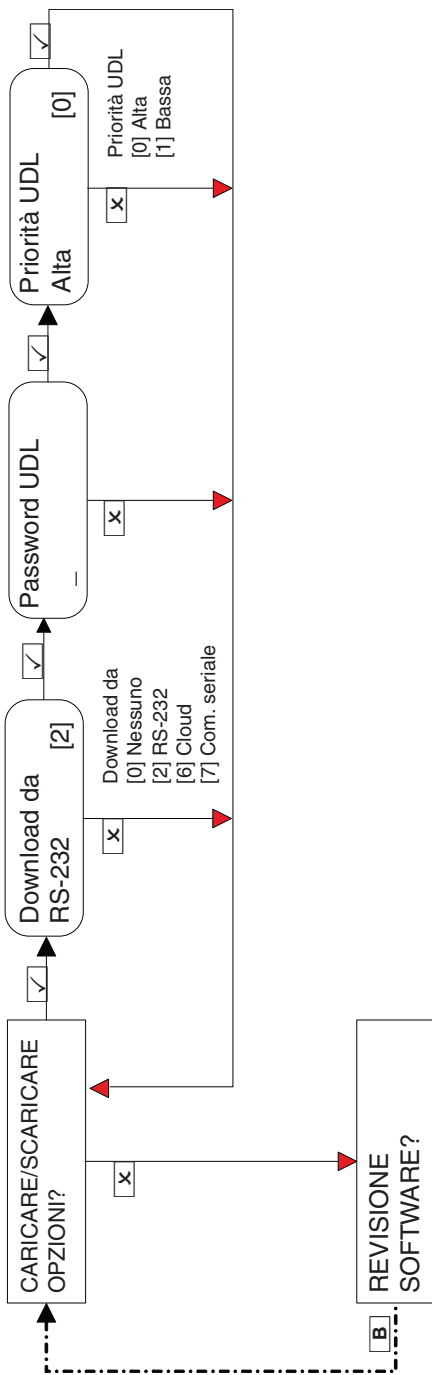 CARICARE/SCARICARE
OPZIONI?
✓
Download da
RS-232 [2]
✓
Password UDL
_
✓
Priorità UDL
Alta [0]
✓
x
Download da
[0] Nessuno
[2] RS-232
[6] Cloud
[7] Com. seriale
x
x
Priorità UDL
[0] Alta
[1] Bassa
x
B
REVISIONE
SOFTWARE?